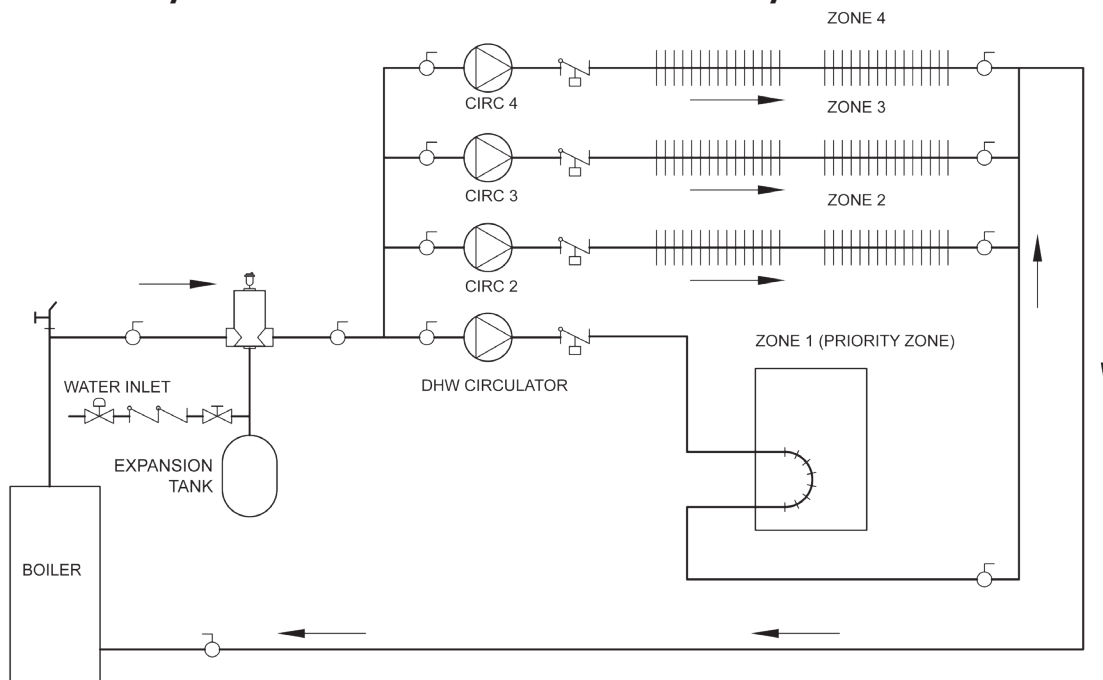 ZONE 4
CIRC 4
ZONE 3
CIRC 3
ZONE 2
CIRC 2
ZONE 1 (PRIORITY ZONE)
DHW CIRCULATOR
WATER INLET
EXPANSION
TANK
BOILER